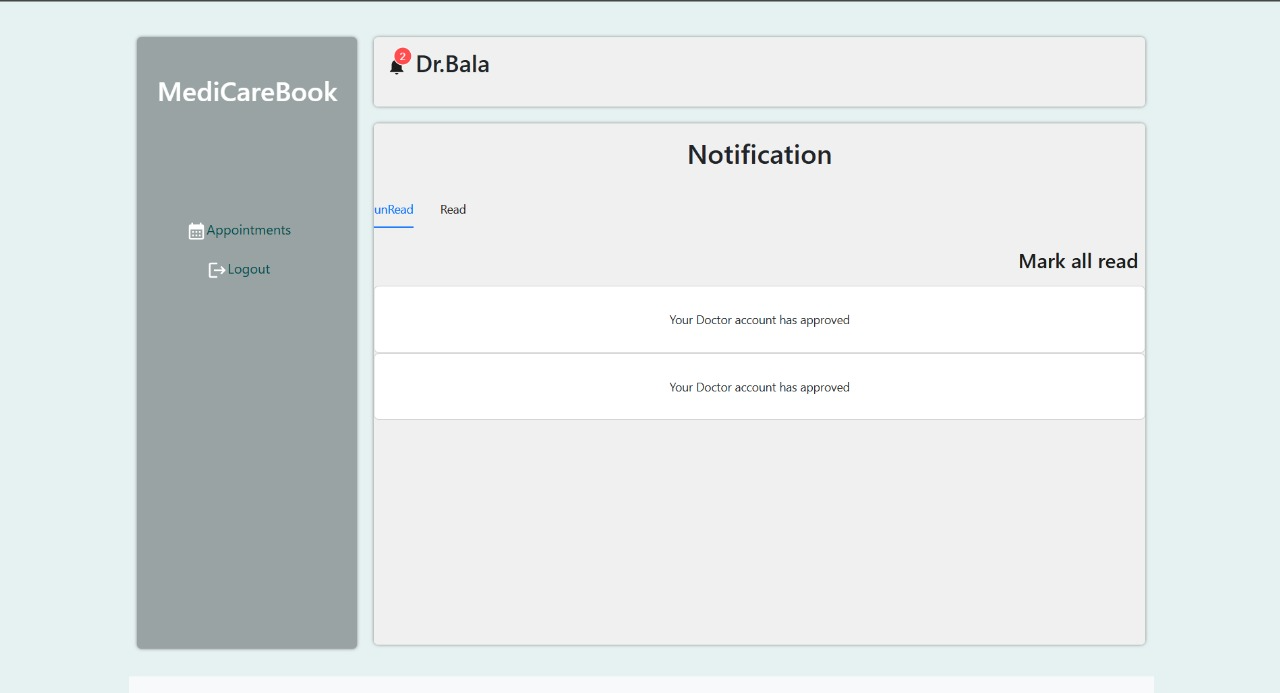 MediCareBook
Appointments
Logout
2
Dr.Bala
Notification
unRead
Read
Mark all read
Your Doctor account has approved
Your Doctor account has approved